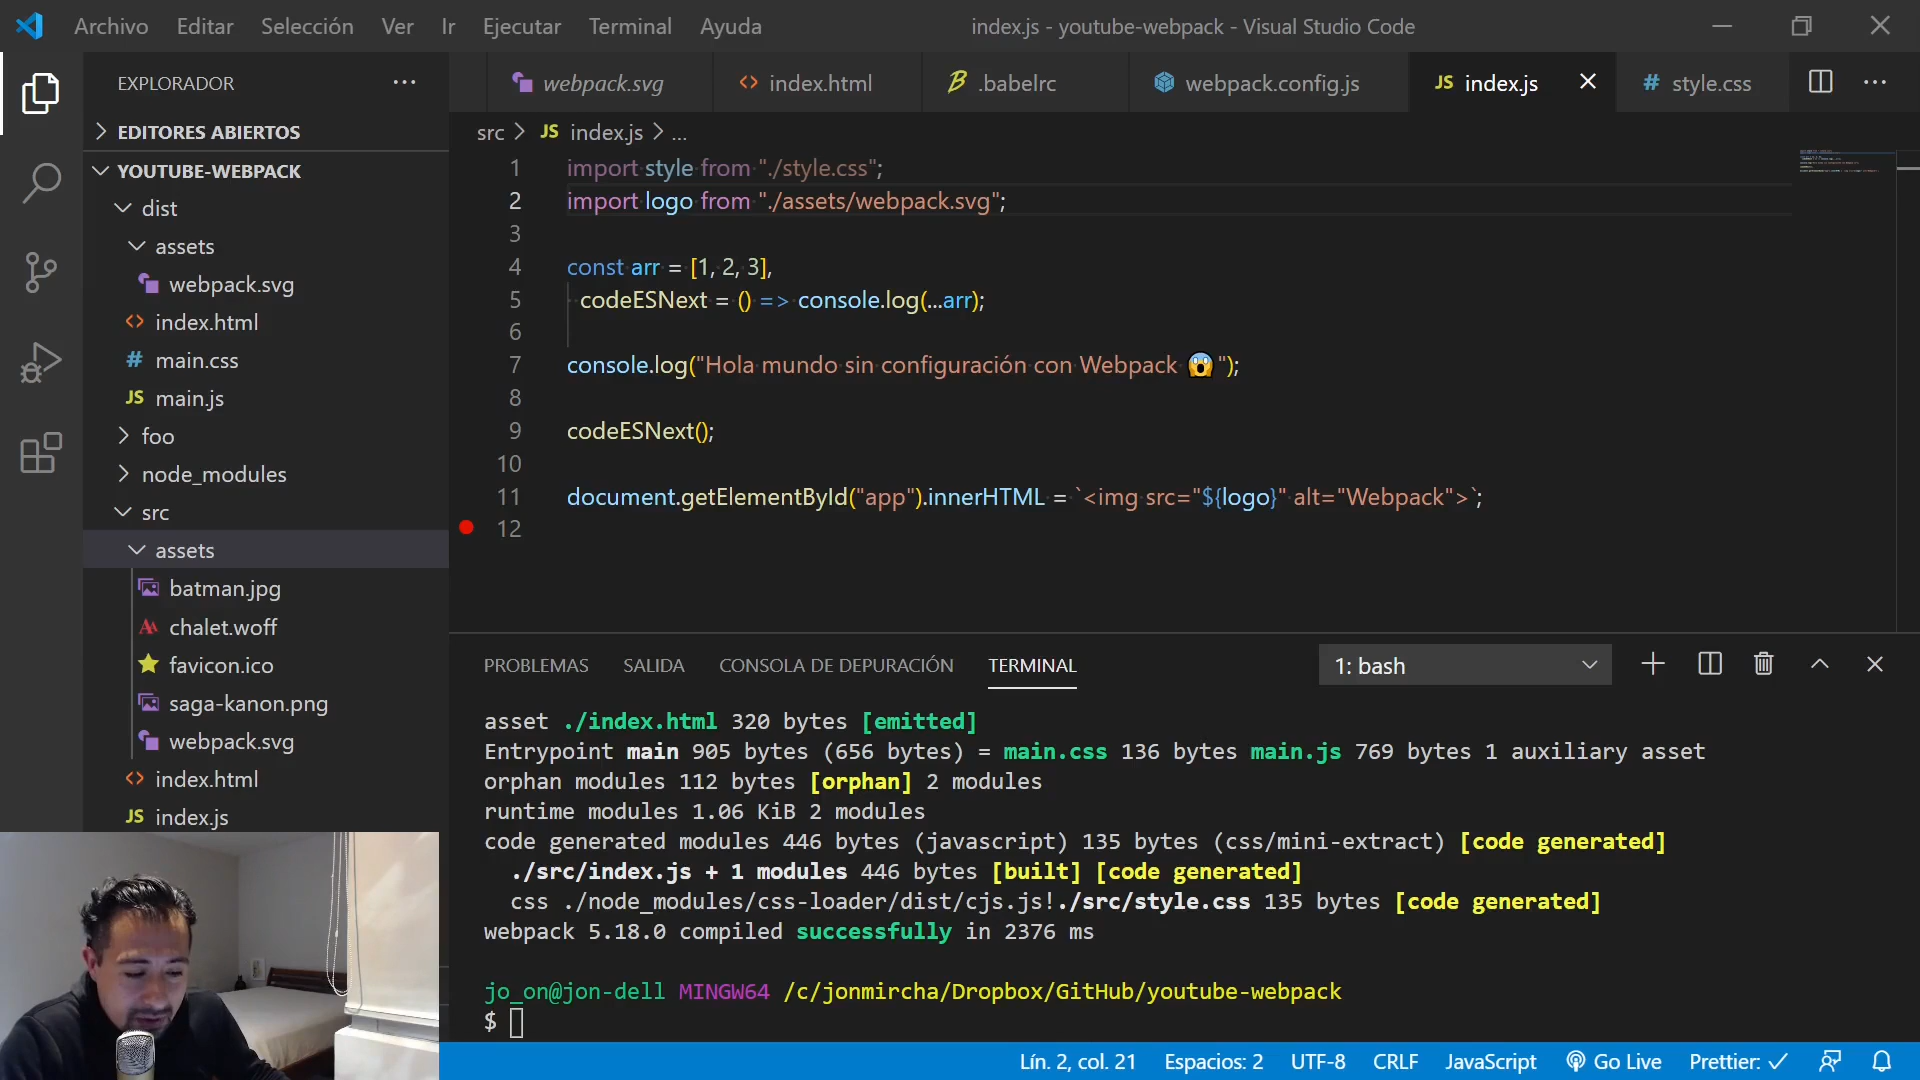 Archivo Editar Selección Ver Ir Ejecutar Terminal Ayuda
index.js - youtube-webpack - Visual Studio Code
EXPLORADOR
EDITORES ABIERTOS
YOUTUBE-WEBPACK
dist
assets
webpack.svg
index.html
main.css
main.js
foo
node_modules
src
assets
batman.jpg
chalet.woff
favicon.ico
saga-kanon.png
webpack.svg
index.html
index.js
webpack.svg index.html .babelrc webpack.config.js index.js style.css
src > JS index.js > ...
1 import style from "./style.css";
2 import logo from "./assets/webpack.svg";
3
4 const arr = [1, 2, 3],
5 codeESNext = () => console.log(...arr);
6
7 console.log("Hola mundo sin configuración con Webpack 😱");
8
9 codeESNext();
10
11 document.getElementById("app").innerHTML = `<img src="${logo}" alt="Webpack">`;
12
PROBLEMAS SALIDA CONSOLA DE DEPURACIÓN TERMINAL
1: bash
asset ./index.html 320 bytes [emitted]
Entrypoint main 905 bytes (656 bytes) = main.css 136 bytes main.js 769 bytes 1 auxiliary asset
orphan modules 112 bytes [orphan] 2 modules
runtime modules 1.06 KiB 2 modules
code generated modules 446 bytes (javascript) 135 bytes (css/mini-extract) [code generated]
./src/index.js + 1 modules 446 bytes [built] [code generated]
css ./node_modules/css-loader/dist/cjs.js!./src/style.css 135 bytes [code generated]
webpack 5.18.0 compiled successfully in 2376 ms
jo_on@jon-dell MINGW64 /c/jonmircha/Dropbox/GitHub/youtube-webpack
$
Lín. 2, col. 21 Espacios: 2 UTF-8 CRLF JavaScript Go Live Prettier: ✓